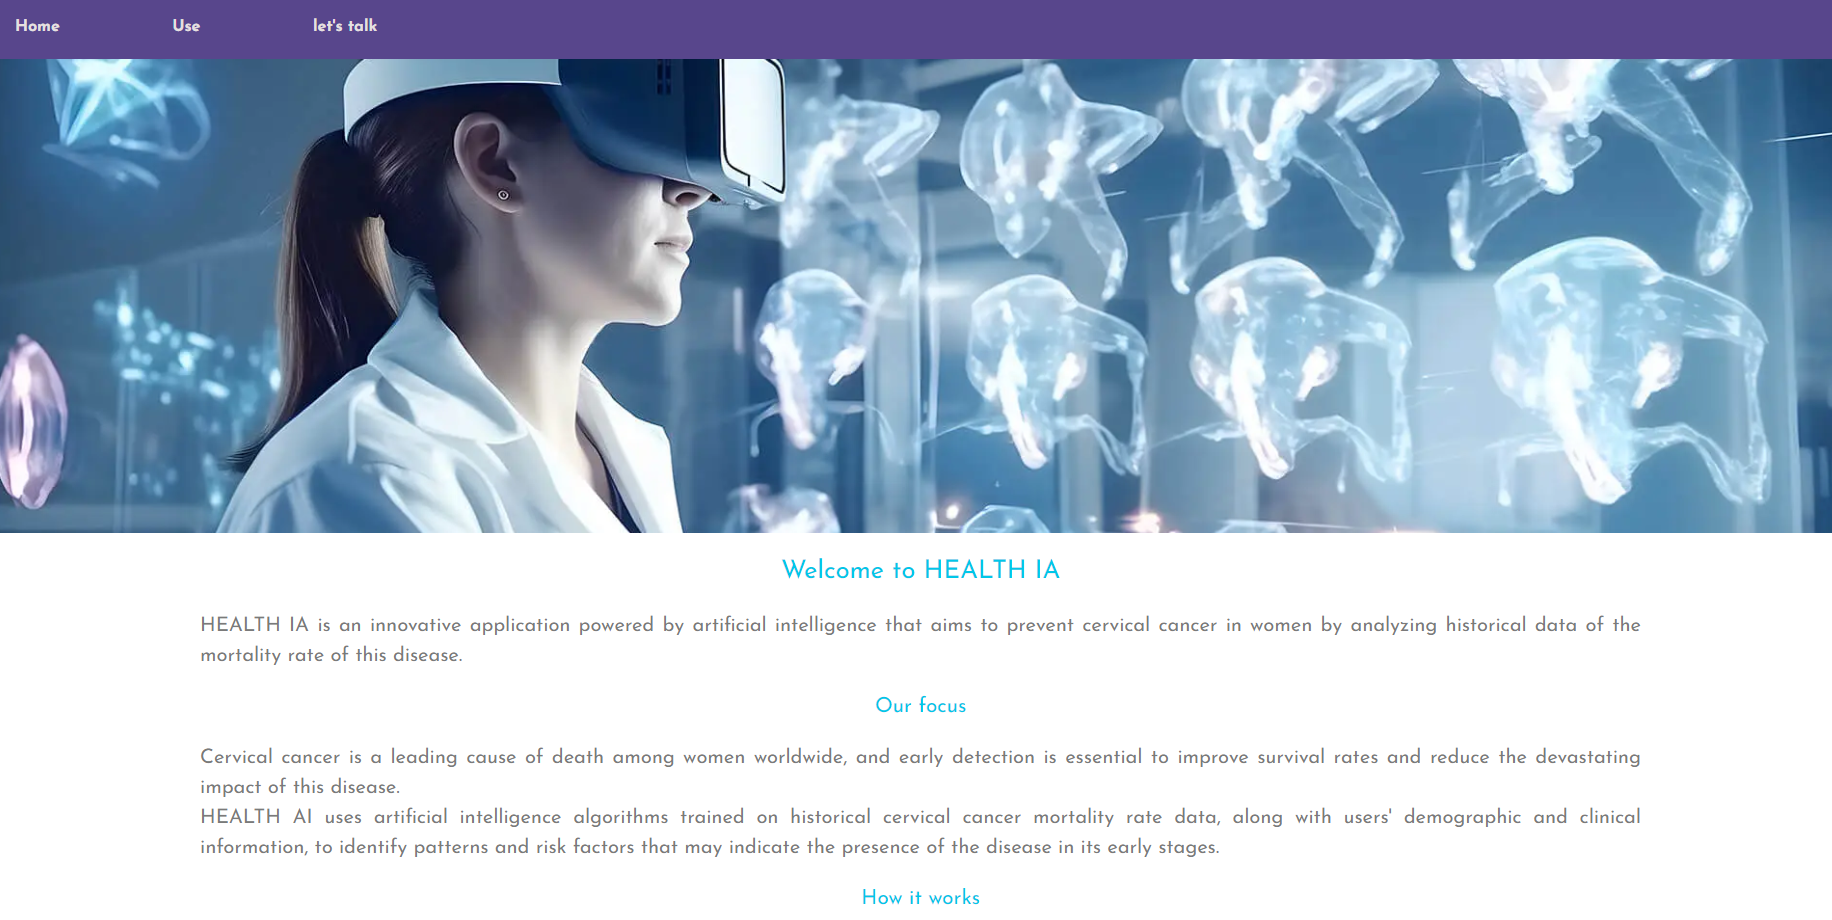 Home
Use
let's talk
Welcome to HEALTH IA
HEALTH IA is an innovative application powered by artificial intelligence that aims to prevent cervical cancer in women by analyzing historical data of the
mortality rate of this disease.
Our focus
Cervical cancer is a leading cause of death among women worldwide, and early detection is essential to improve survival rates and reduce the devastating
impact of this disease.
HEALTH AI uses artificial intelligence algorithms trained on historical cervical cancer mortality rate data, along with users' demographic and clinical
information, to identify patterns and risk factors that may indicate the presence of the disease in its early stages.
How it works